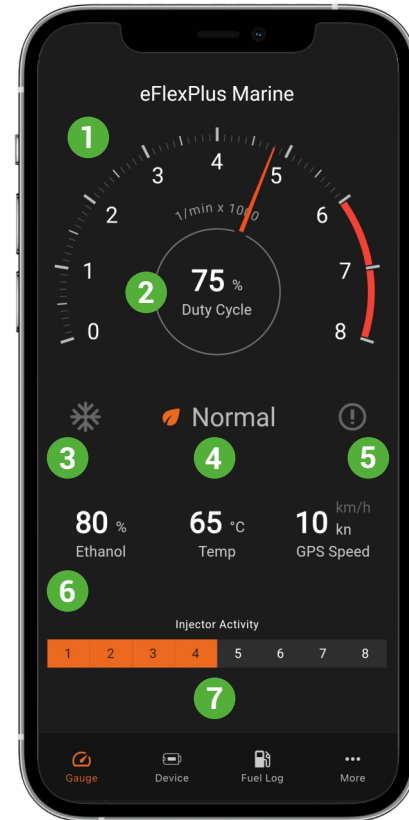 eFlexPlus Marine
1
0 1 2 3 4 5 6 7 8
1/min x 1000
2
75 %
Duty Cycle
Normal
3 4 5
80 % 65 °C 10 km/h kn
Ethanol Temp GPS Speed
6
Injector Activity
1 2 3 4 5 6 7 8
7
Gauge Device Fuel Log More